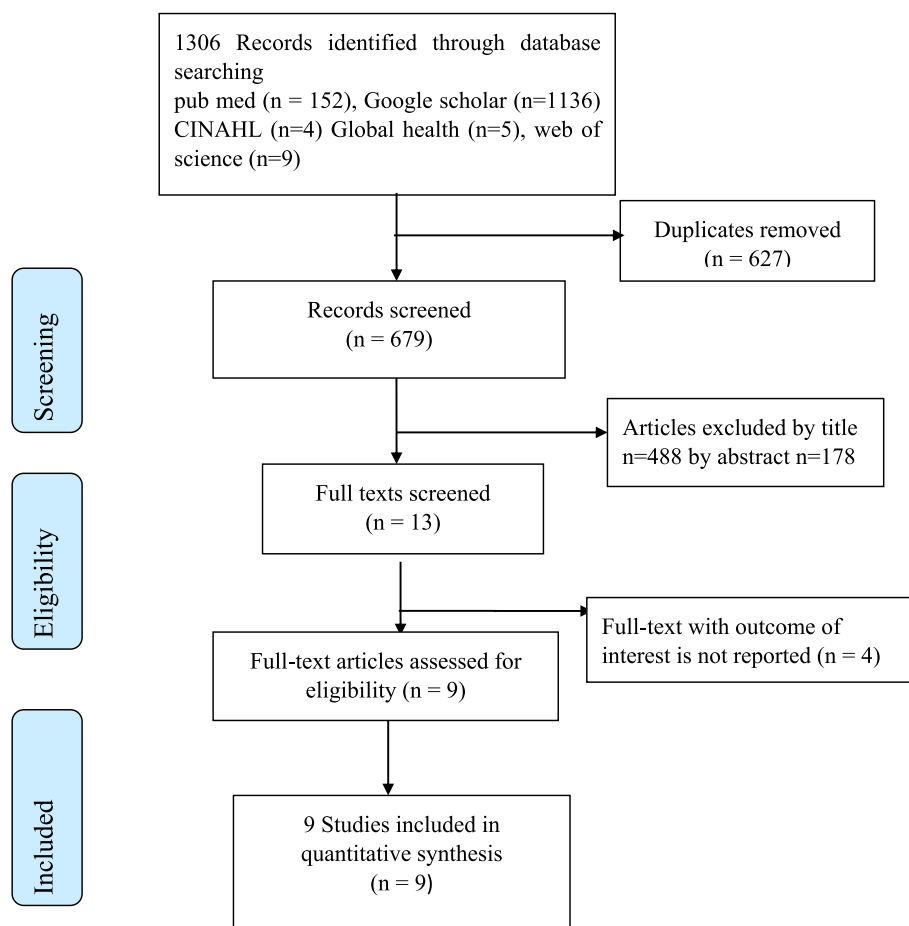 1306 Records identified through database
searching
pub med (n = 152), Google scholar (n=1136)
CINAHL (n=4) Global health (n=5), web of
science (n=9)
Duplicates removed
(n = 627)
Screening
Records screened
(n = 679)
Articles excluded by title
n=488 by abstract n=178
Eligibility
Full texts screened
(n = 13)
Full-text with outcome of
interest is not reported (n = 4)
Full-text articles assessed for
eligibility (n = 9)
Included
9 Studies included in
quantitative synthesis
(n = 9)